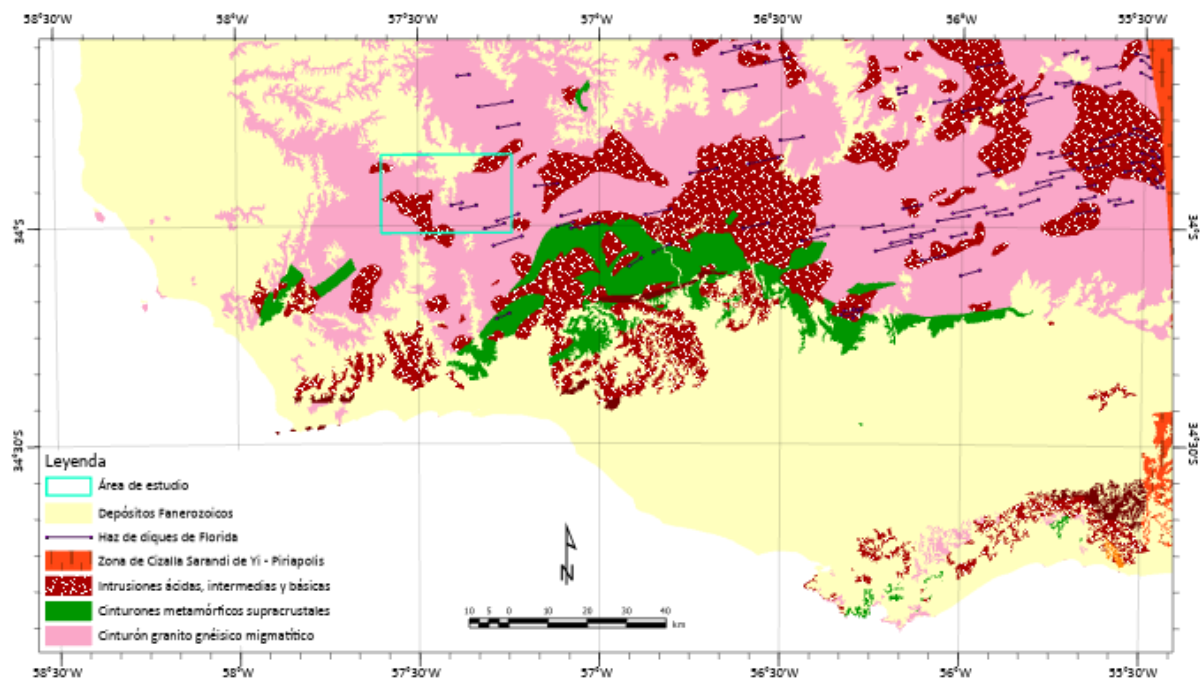 58°30'W 58°W 57°30'W 57°W 56°30'W 56°W 55°30'W
34°S 34°S
34°30'S 34°30'S
Leyenda
Área de estudio
Depósitos Fanerozoicos
Haz de diques de Florida
Zona de Cizalla Sarandi de Yi - Piriapolis
Intrusiones ácidas, intermedias y básicas
Cinturones metamórficos supracrustales
Cinturón granito gnéisico migmatítico
N
10 5 0 10 20 30 40
km
58°30'W 58°W 57°30'W 57°W 56°30'W 56°W 55°30'W